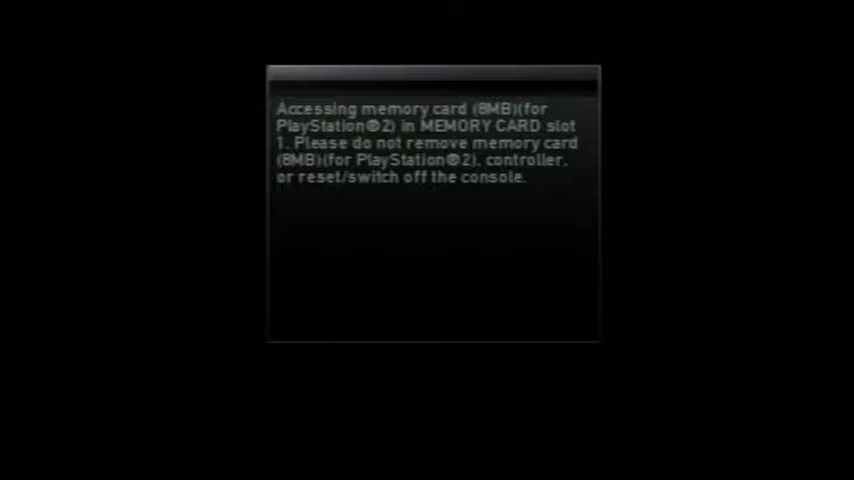 Accessing memory card (8MB)(for
PlayStation®2) in MEMORY CARD slot
1. Please do not remove memory card
(8MB)(for PlayStation®2), controller,
or reset/switch off the console.